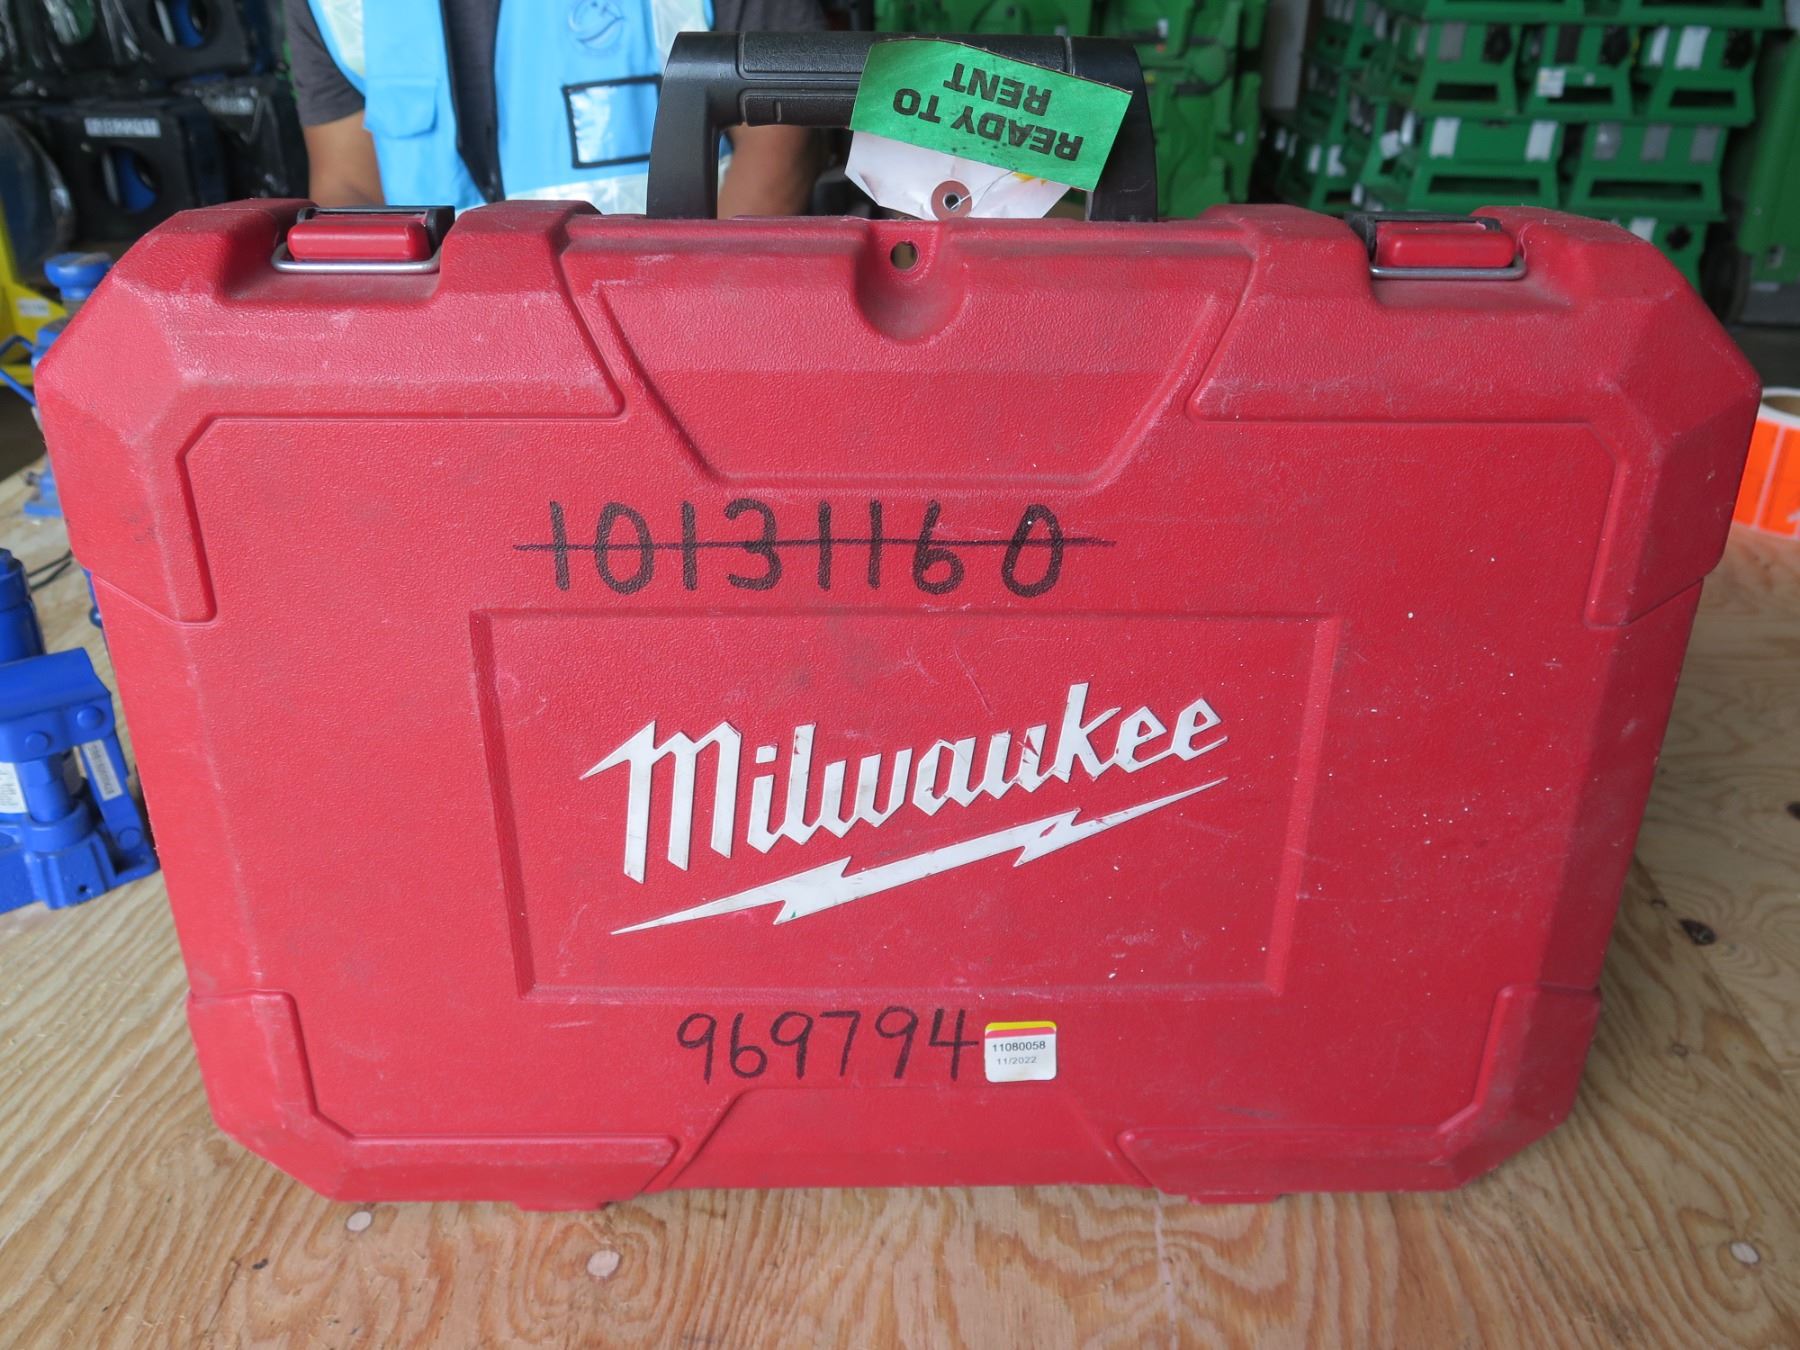 READY TO
RENT
10131160
Milwaukee
969794
11080058
11/2022